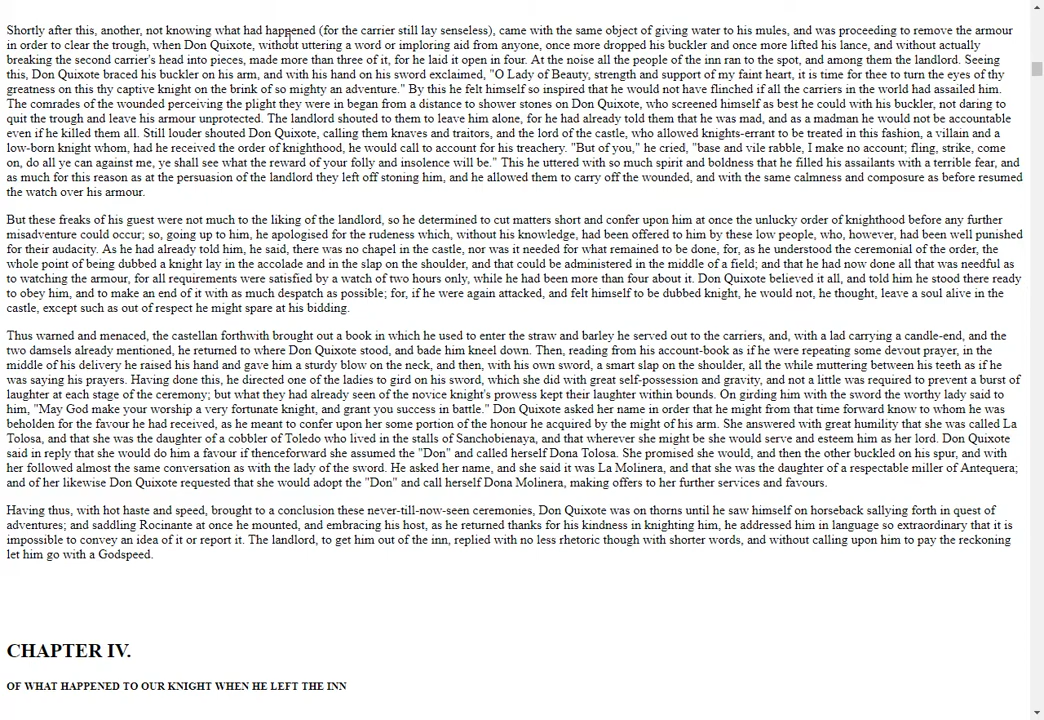 Shortly after this, another, not knowing what had happened (for the carrier still lay senseless), came with the same object of giving water to his mules, and was proceeding to remove the armour
in order to clear the trough, when Don Quixote, without uttering a word or imploring aid from anyone, once more dropped his buckler and once more lifted his lance, and without actually
breaking the second carrier's head into pieces, made more than three of it, for he laid it open in four. At the noise all the people of the inn ran to the spot, and among them the landlord. Seeing
this, Don Quixote braced his buckler on his arm, and with his hand on his sword exclaimed, "O Lady of Beauty, strength and support of my faint heart, it is time for thee to turn the eyes of thy
greatness on this thy captive knight on the brink of so mighty an adventure." By this he felt himself so inspired that he would not have flinched if all the carriers in the world had assailed him.
The comrades of the wounded perceiving the plight they were in began from a distance to shower stones on Don Quixote, who screened himself as best he could with his buckler, not daring to
quit the trough and leave his armour unprotected. The landlord shouted to them to leave him alone, for he had already told them that he was mad, and as a madman he would not be accountable
even if he killed them all. Still louder shouted Don Quixote, calling them knaves and traitors, and the lord of the castle, who allowed knights-errant to be treated in this fashion, a villain and a
low-born knight whom, had he received the order of knighthood, he would call to account for his treachery. "But of you," he cried, "base and vile rabble, I make no account; fling, strike, come
on, do all ye can against me, ye shall see what the reward of your folly and insolence will be." This he uttered with so much spirit and boldness that he filled his assailants with a terrible fear, and
as much for this reason as at the persuasion of the landlord they left off stoning him, and he allowed them to carry off the wounded, and with the same calmness and composure as before resumed
the watch over his armour.
But these freaks of his guest were not much to the liking of the landlord, so he determined to cut matters short and confer upon him at once the unlucky order of knighthood before any further
misadventure could occur; so, going up to him, he apologised for the rudeness which, without his knowledge, had been offered to him by these low people, who, however, had been well punished
for their audacity. As he had already told him, he said, there was no chapel in the castle, nor was it needed for what remained to be done, for, as he understood the ceremonial of the order, the
whole point of being dubbed a knight lay in the accolade and in the slap on the shoulder, and that could be administered in the middle of a field; and that he had now done all that was needful as
to watching the armour, for all requirements were satisfied by a watch of two hours only, while he had been more than four about it. Don Quixote believed it all, and told him he stood there ready
to obey him, and to make an end of it with as much despatch as possible; for, if he were again attacked, and felt himself to be dubbed knight, he would not, he thought, leave a soul alive in the
castle, except such as out of respect he might spare at his bidding.
Thus warned and menaced, the castellan forthwith brought out a book in which he used to enter the straw and barley he served out to the carriers, and, with a lad carrying a candle-end, and the
two damsels already mentioned, he returned to where Don Quixote stood, and bade him kneel down. Then, reading from his account-book as if he were repeating some devout prayer, in the
middle of his delivery he raised his hand and gave him a sturdy blow on the neck, and then, with his own sword, a smart slap on the shoulder, all the while muttering between his teeth as if he
was saying his prayers. Having done this, he directed one of the ladies to gird on his sword, which she did with great self-possession and gravity, and not a little was required to prevent a burst of
laughter at each stage of the ceremony; but what they had already seen of the novice knight's prowess kept their laughter within bounds. On girding him with the sword the worthy lady said to
him, "May God make your worship a very fortunate knight, and grant you success in battle." Don Quixote asked her name in order that he might from that time forward know to whom he was
beholden for the favour he had received, as he meant to confer upon her some portion of the honour he acquired by the might of his arm. She answered with great humility that she was called La
Tolosa, and that she was the daughter of a cobbler of Toledo who lived in the stalls of Sanchobienaya, and that wherever she might be she would serve and esteem him as her lord. Don Quixote
said in reply that she would do him a favour if thenceforward she assumed the "Don" and called herself Dona Tolosa. She promised she would, and then the other buckled on his spur, and with
her followed almost the same conversation as with the lady of the sword. He asked her name, and she said it was La Molinera, and that she was the daughter of a respectable miller of Antequera;
and of her likewise Don Quixote requested that she would adopt the "Don" and call herself Dona Molinera, making offers to her further services and favours.
Having thus, with hot haste and speed, brought to a conclusion these never-till-now-seen ceremonies, Don Quixote was on thorns until he saw himself on horseback sallying forth in quest of
adventures; and saddling Rocinante at once he mounted, and embracing his host, as he returned thanks for his kindness in knighting him, he addressed him in language so extraordinary that it is
impossible to convey an idea of it or report it. The landlord, to get him out of the inn, replied with no less rhetoric though with shorter words, and without calling upon him to pay the reckoning
let him go with a Godspeed.
CHAPTER IV.
OF WHAT HAPPENED TO OUR KNIGHT WHEN HE LEFT THE INN